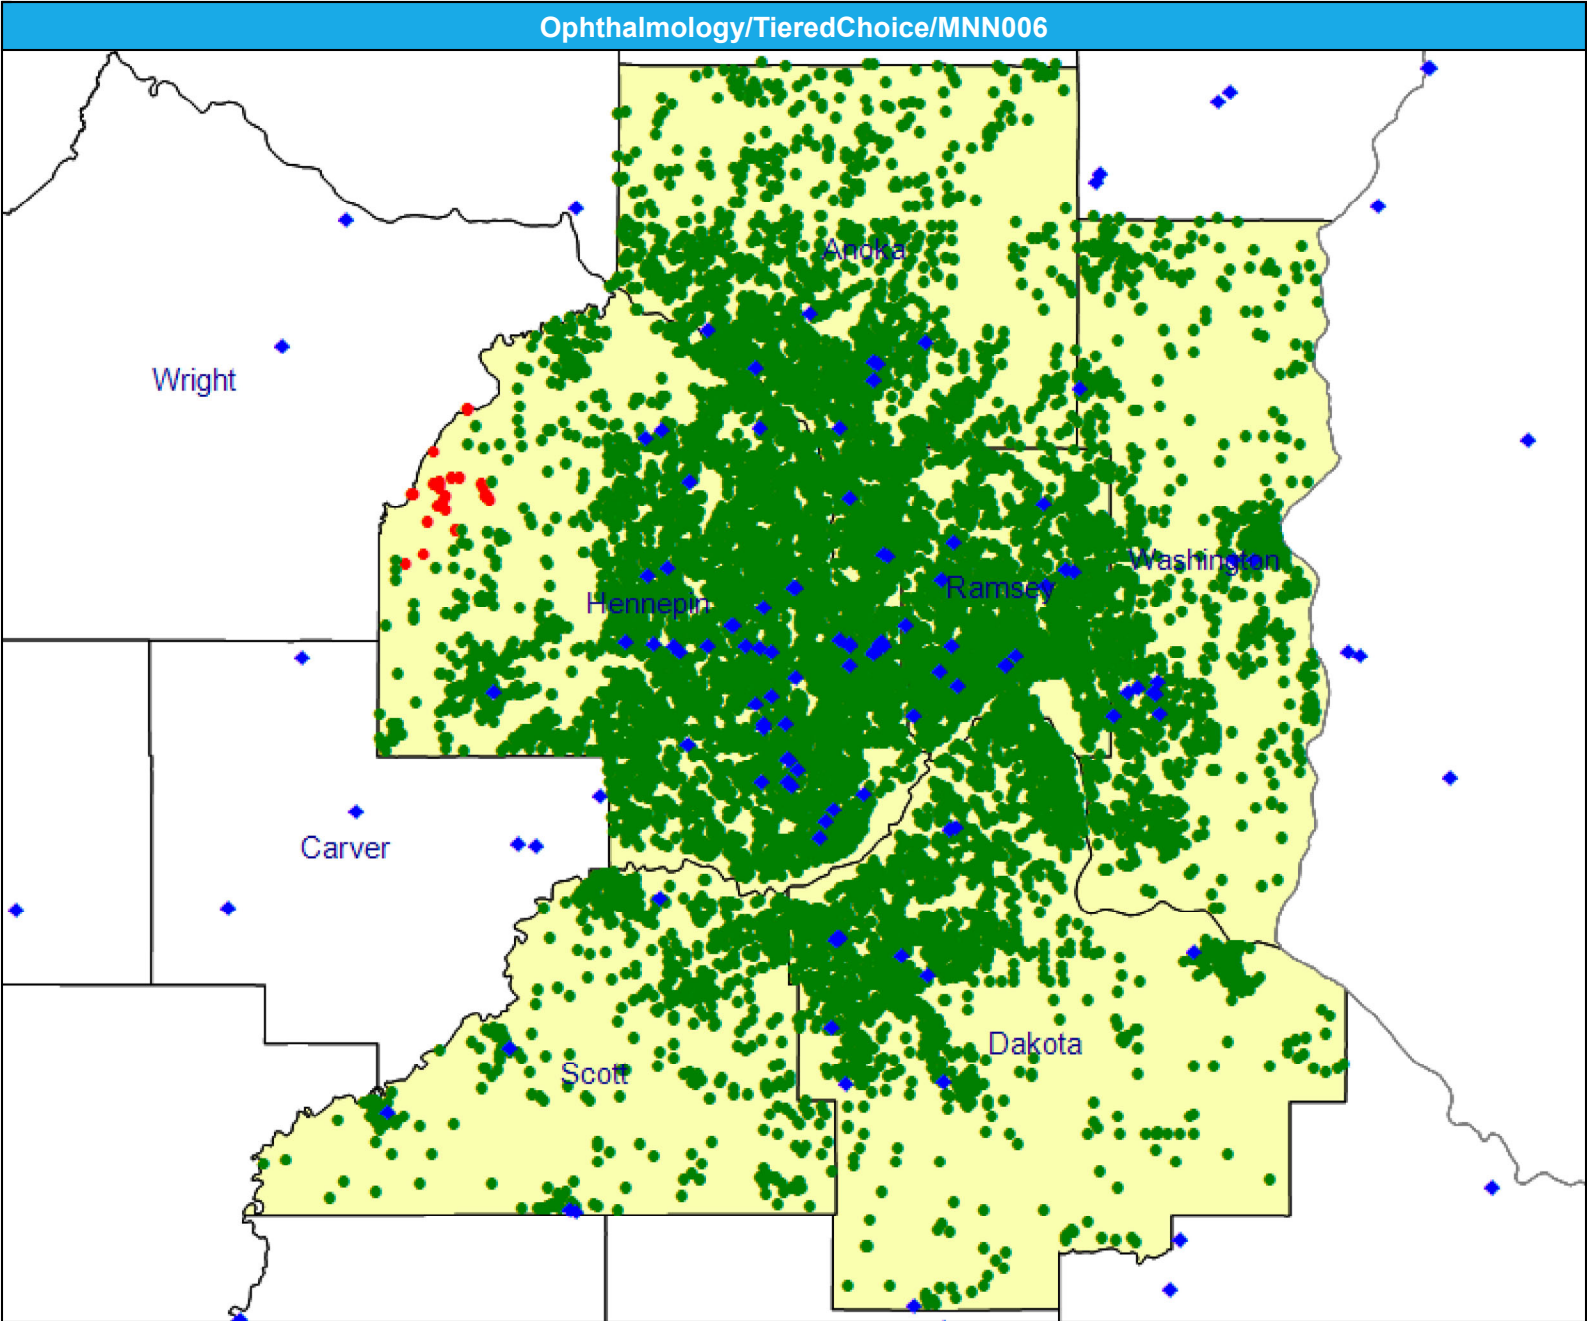 Ophthalmology/TieredChoice/MNN006
Anoka
Wright
Washington
Ramsey
Hennepin
Carver
Dakota
Scott